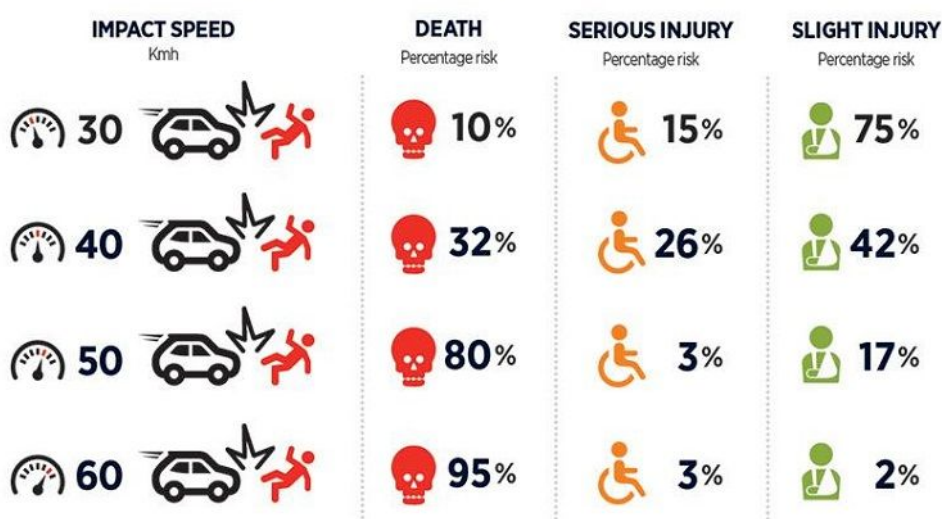 IMPACT SPEED DEATH SERIOUS INJURY SLIGHT INJURY
Kmh Percentage risk Percentage risk Percentage risk
30 10% 15% 75%
40 32% 26% 42%
50 80% 3% 17%
60 95% 3% 2%